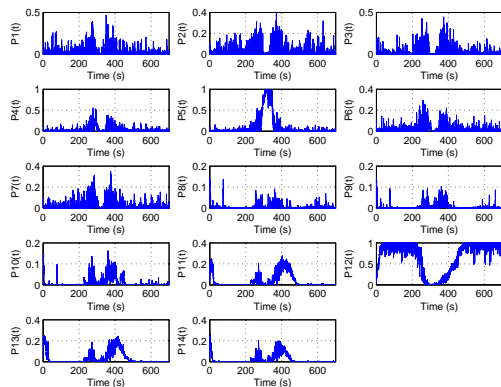 P1(t)
0.5
0
0 200 400 600
Time (s)
P2(t)
0.4
0.2
0
0 200 400 600
Time (s)
P3(t)
0.5
0
0 200 400 600
Time (s)
P4(t)
1
0.5
0
0 200 400 600
Time (s)
P5(t)
1
0.5
0
0 200 400 600
Time (s)
P6(t)
0.4
0.2
0
0 200 400 600
Time (s)
P7(t)
0.4
0.2
0
0 200 400 600
Time (s)
P8(t)
0.2
0.1
0
0 200 400 600
Time (s)
P9(t)
0.2
0.1
0
0 200 400 600
Time (s)
P10(t)
0.2
0.1
0
0 200 400 600
Time (s)
P11(t)
0.4
0.2
0
0 200 400 600
Time (s)
P12(t)
1
0.5
0
0 200 400 600
Time (s)
P13(t)
0.4
0.2
0
0 200 400 600
Time (s)
P14(t)
0.4
0.2
0
0 200 400 600
Time (s)